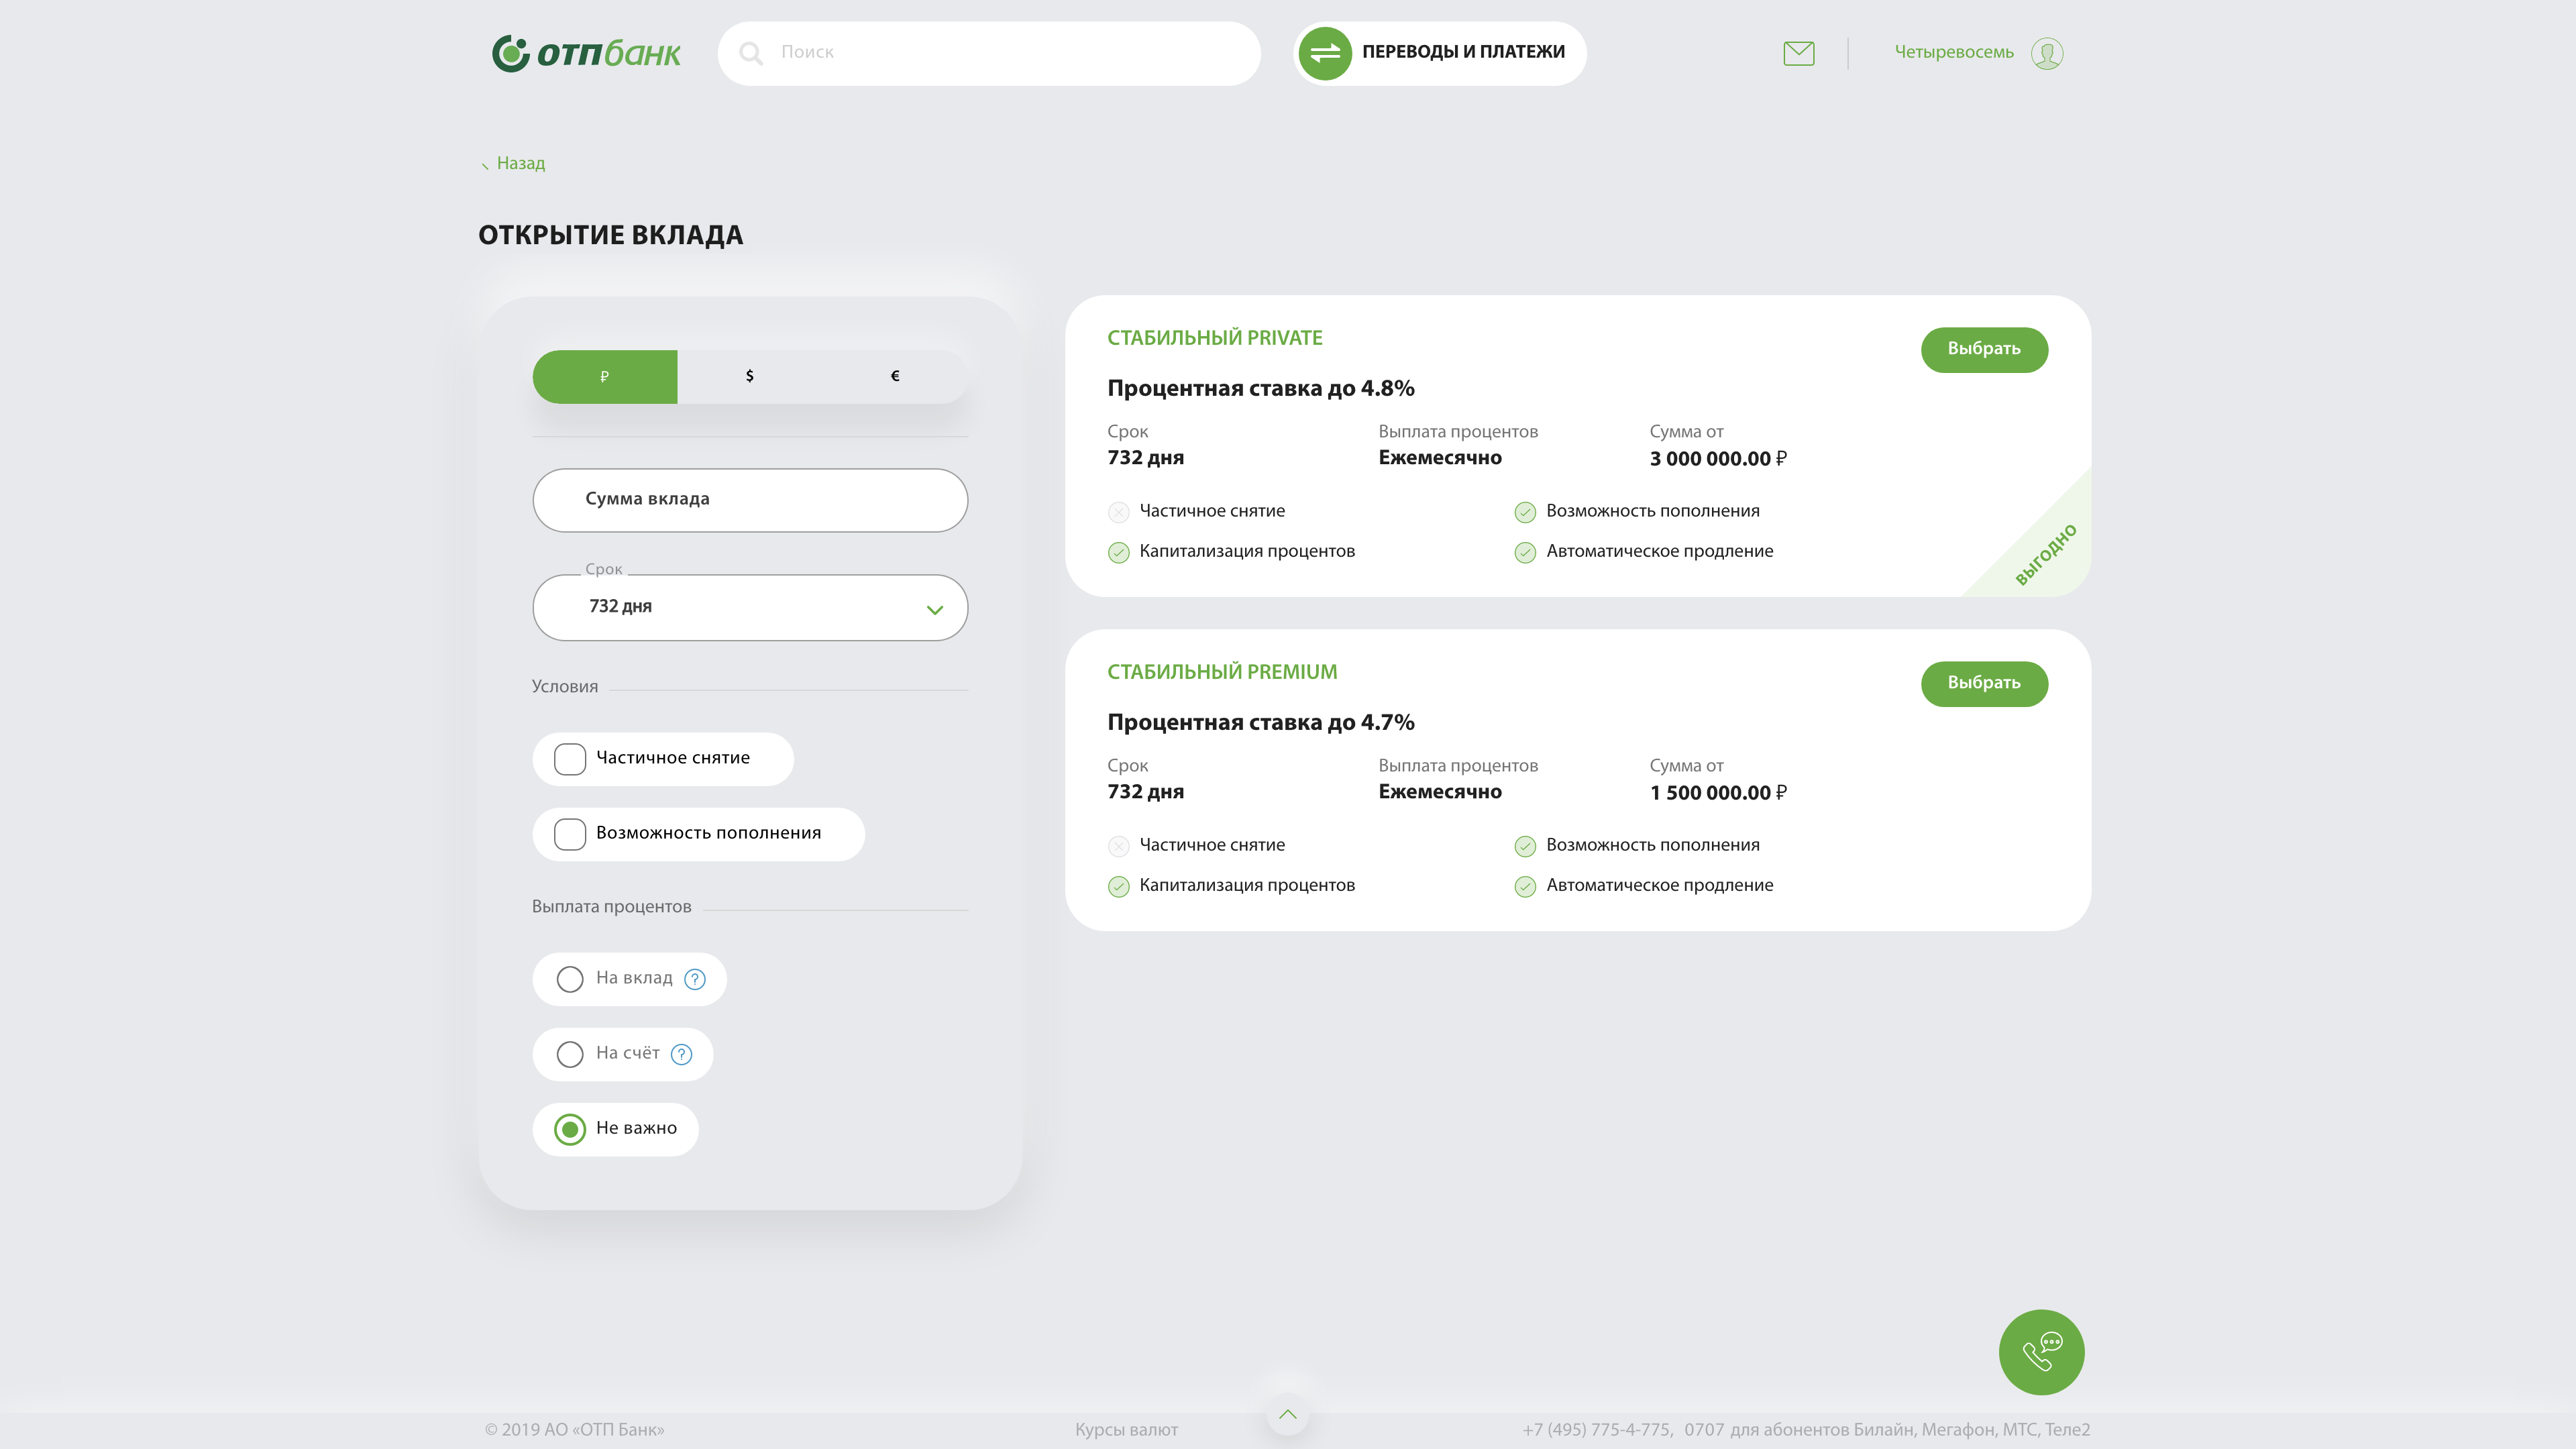 отпбанк
Поиск
ПЕРЕВОДЫ И ПЛАТЕЖИ
Четыревосемь
Назад
ОТКРЫТИЕ ВКЛАДА
₽ $ €
Сумма вклада
Срок
732 дня
Условия
Частичное снятие
Возможность пополнения
Выплата процентов
На вклад ?
На счёт ?
Не важно
СТАБИЛЬНЫЙ PRIVATE
Выбрать
Процентная ставка до 4.8%
Срок Выплата процентов Сумма от
732 дня Ежемесячно 3 000 000.00 ₽
Частичное снятие Возможность пополнения
Капитализация процентов Автоматическое продление
ВЫГОДНО
СТАБИЛЬНЫЙ PREMIUM
Выбрать
Процентная ставка до 4.7%
Срок Выплата процентов Сумма от
732 дня Ежемесячно 1 500 000.00 ₽
Частичное снятие Возможность пополнения
Капитализация процентов Автоматическое продление
© 2019 АО «ОТП Банк» Курсы валют +7 (495) 775-4-775, 0707 для абонентов Билайн, Мегафон, МТС, Теле2